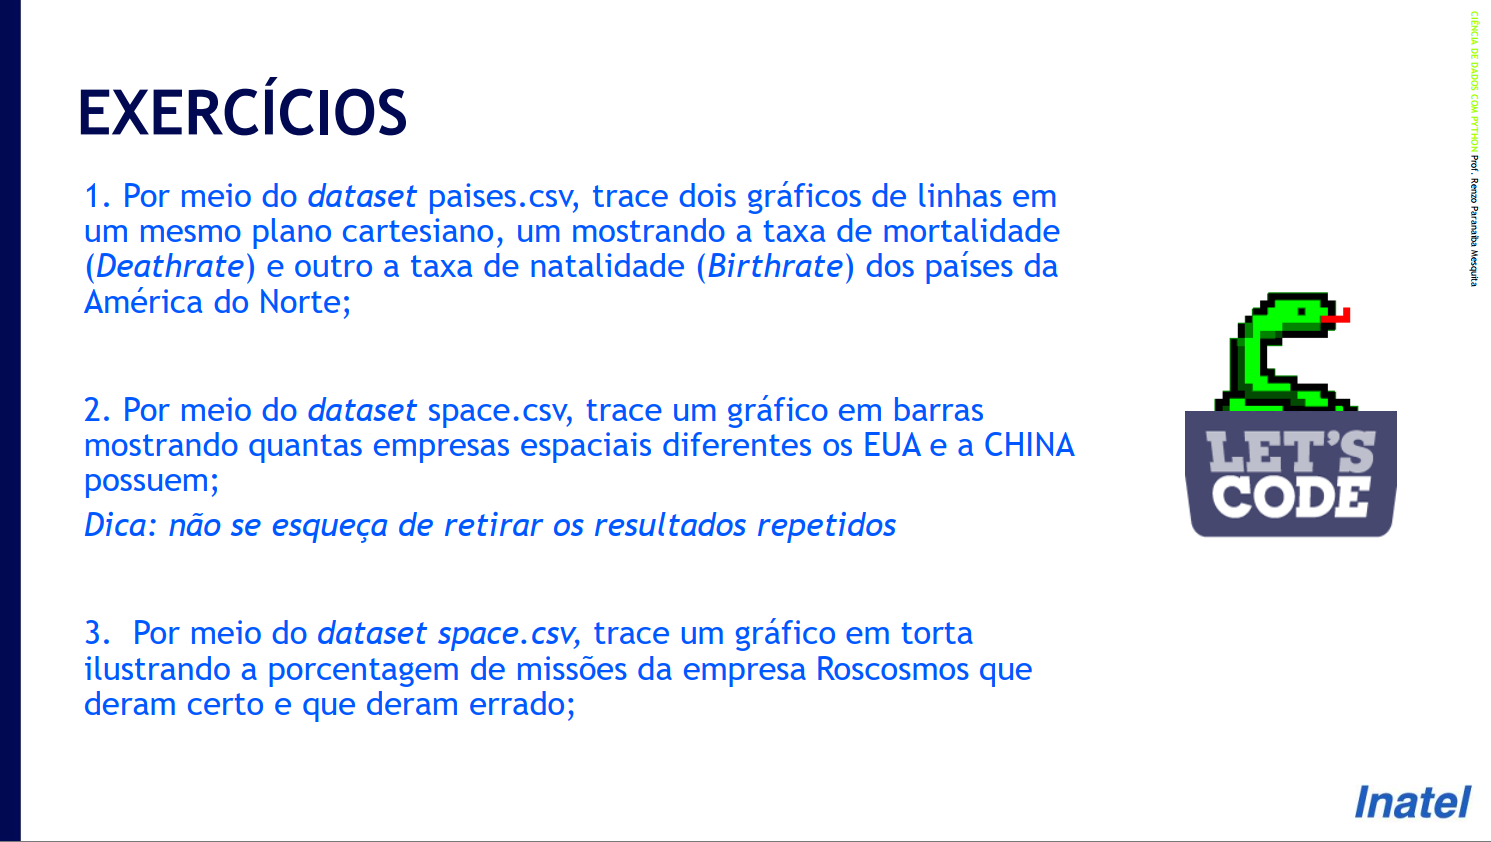 EXERCÍCIOS
1. Por meio do dataset paises.csv, trace dois gráficos de linhas em
um mesmo plano cartesiano, um mostrando a taxa de mortalidade
(Deathrate) e outro a taxa de natalidade (Birthrate) dos países da
América do Norte;
2. Por meio do dataset space.csv, trace um gráfico em barras
mostrando quantas empresas espaciais diferentes os EUA e a CHINA
possuem;
Dica: não se esqueça de retirar os resultados repetidos
3. Por meio do dataset space.csv, trace um gráfico em torta
ilustrando a porcentagem de missões da empresa Roscosmos que
deram certo e que deram errado;
LET'S
CODE
CIÊNCIA DE DADOS COM PYTHON Prof. Renzo Paranaíba Mesquita
Inatel